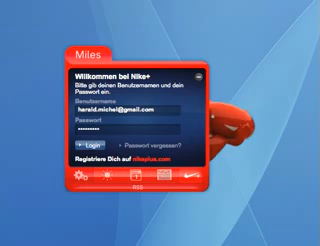 Miles
Willkommen bei Nike+
Bitte gib deinen Benutzernamen und dein
Passwort ein.
Benutzername
harald.michel@gmail.com
Passwort
•••••••••
Login
Passwort vergessen?
Registriere Dich auf nikeplus.com
RSS